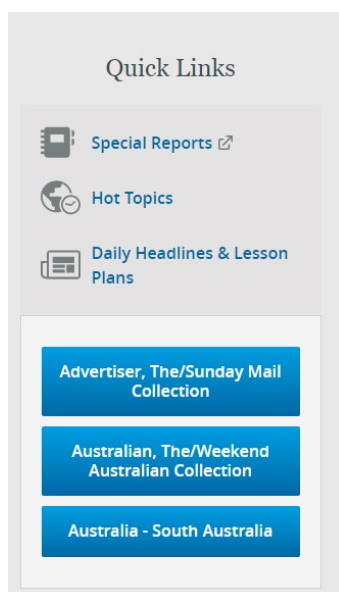 Quick Links
Special Reports
Hot Topics
Daily Headlines & Lesson
Plans
Advertiser, The/Sunday Mail
Collection
Australian, The/Weekend
Australian Collection
Australia - South Australia